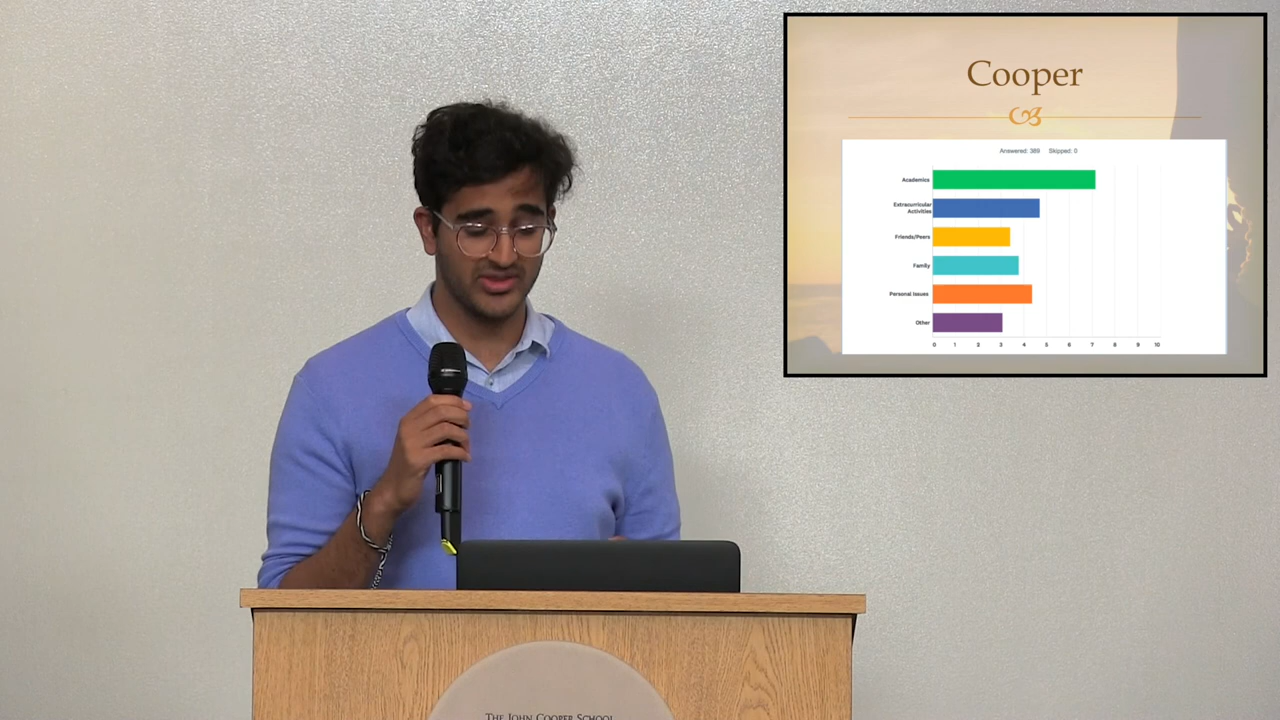 Cooper
Answered: 389 Skipped: 0
Academics
Extracurricular
Activities
Friends/Peers
Family
Personal Issues
Other
0 1 2 3 4 5 6 7 8 9 10
THE JOHN COOPER SCHOOL